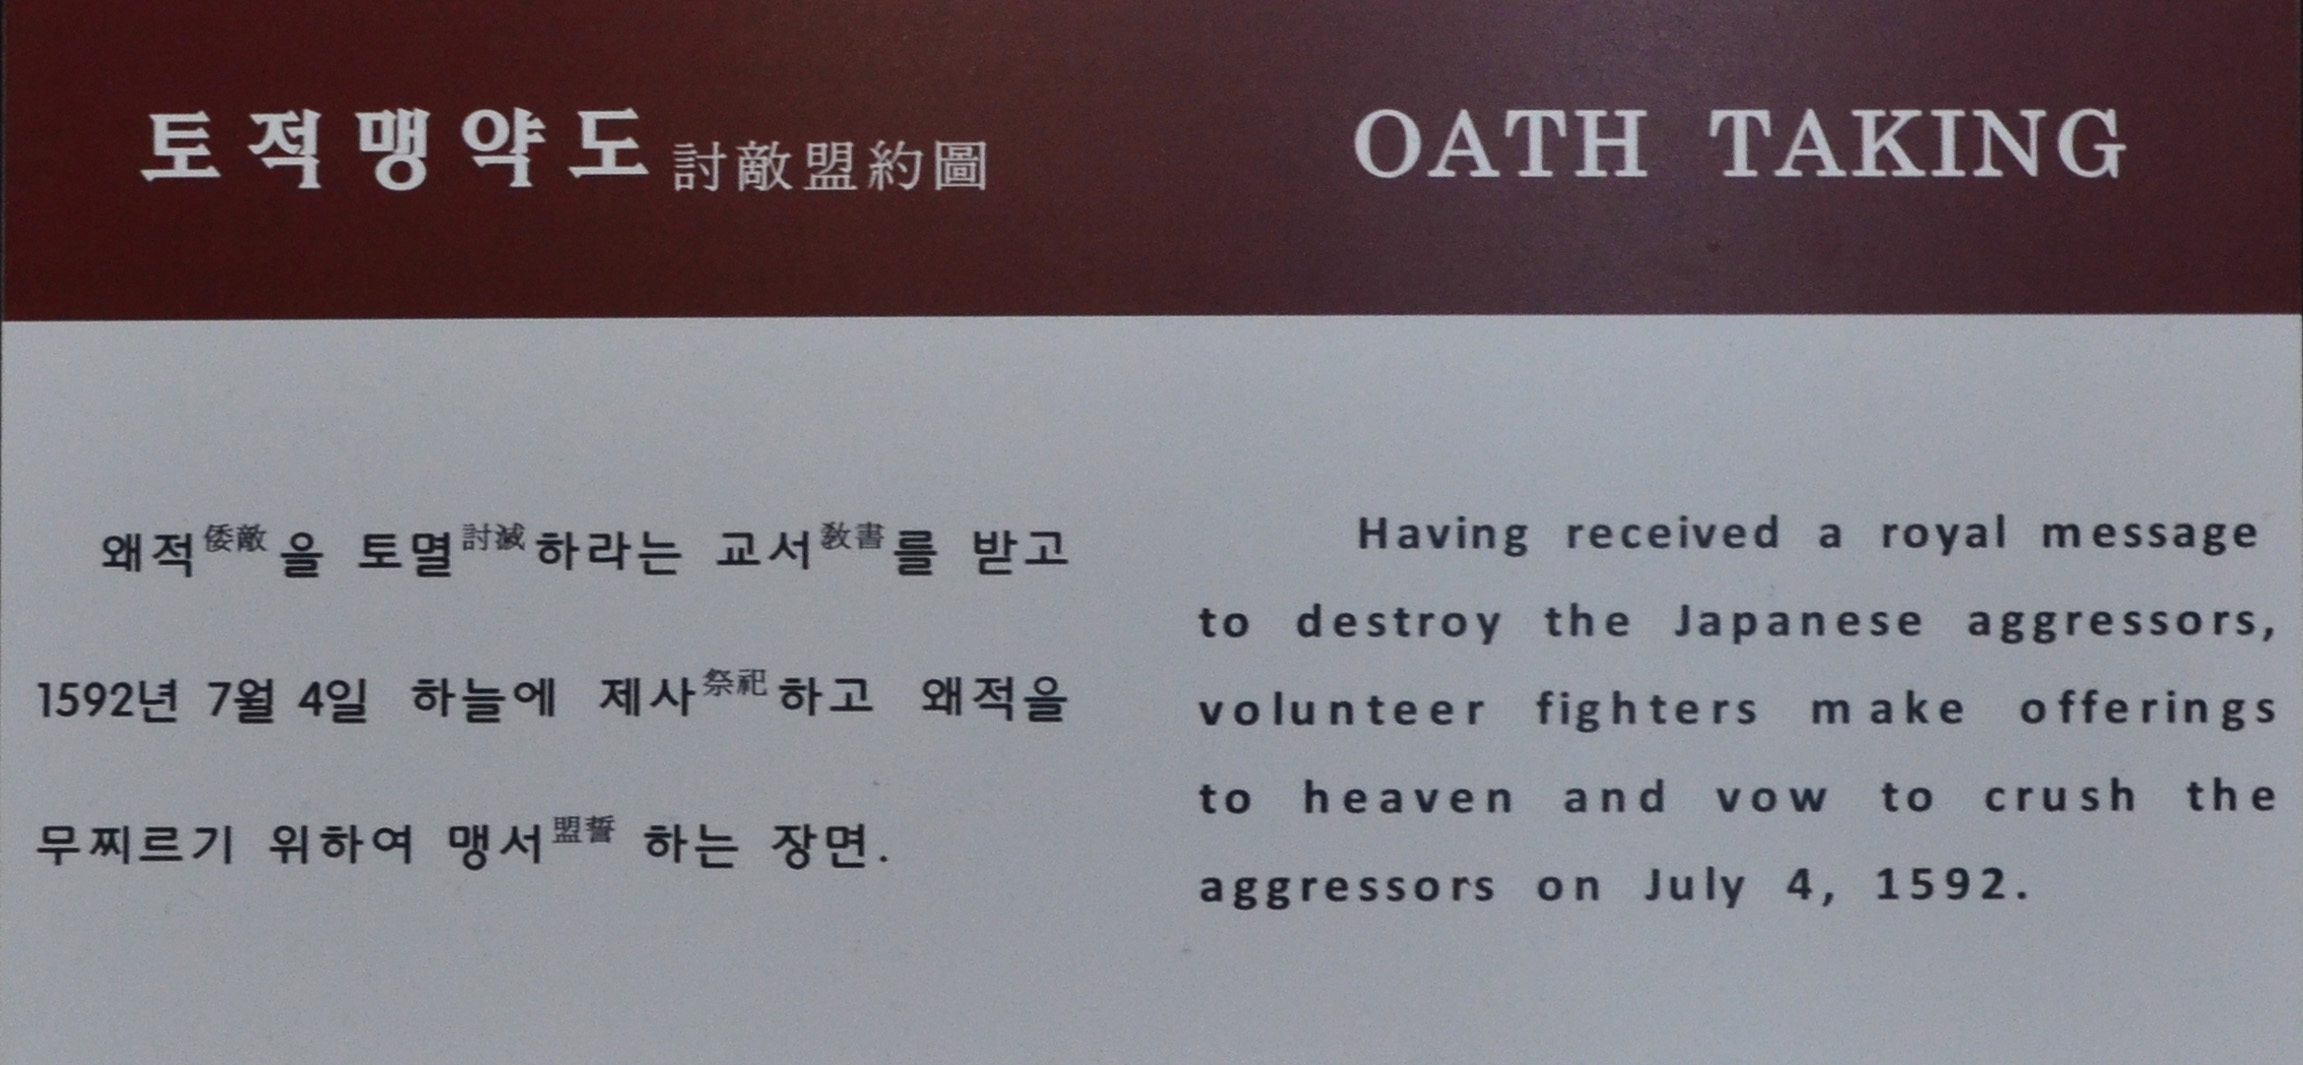 토적맹약도 討敵盟約圖
왜적倭敵을 토멸討滅하라는 교서敎書를 받고
1592년 7월 4일 하늘에 제사祭祀하고 왜적을
무찌르기 위하여 맹서盟誓 하는 장면.
OATH TAKING
Having received a royal message
to destroy the Japanese aggressors,
volunteer fighters make offerings
to heaven and vow to crush the
aggressors on July 4, 1592.